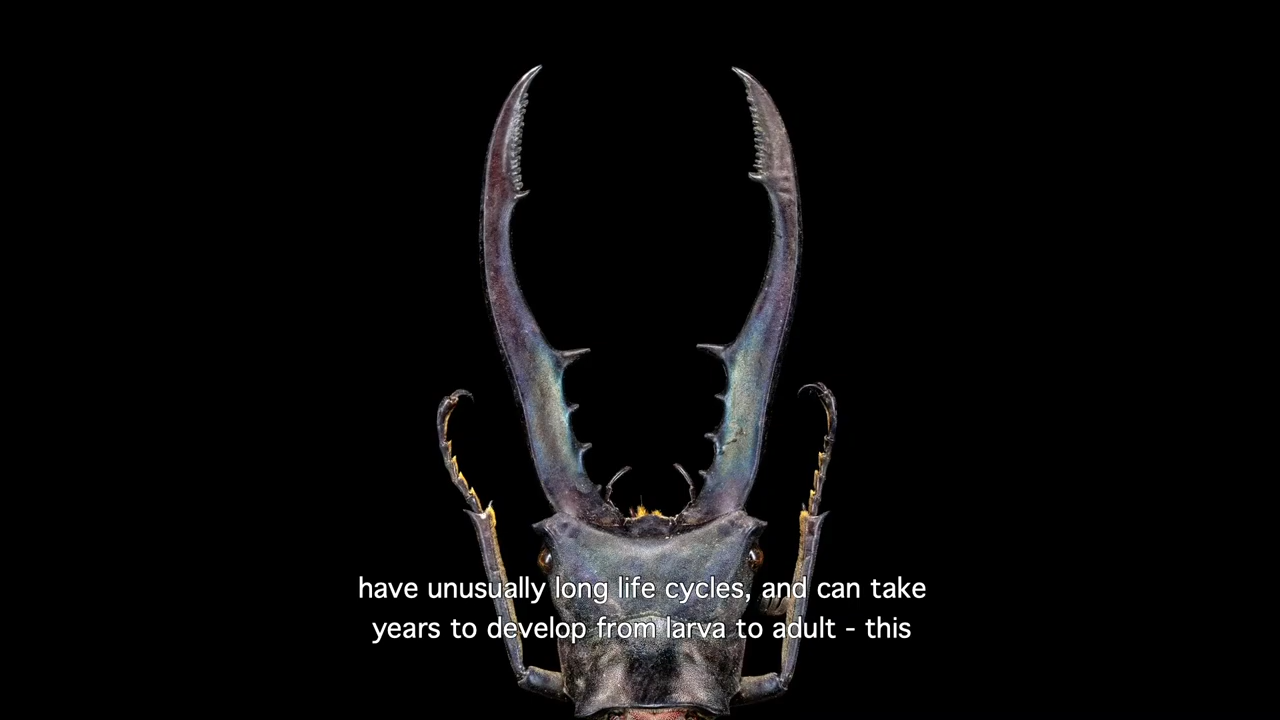 have unusually long life cycles, and can take
years to develop from larva to adult - this